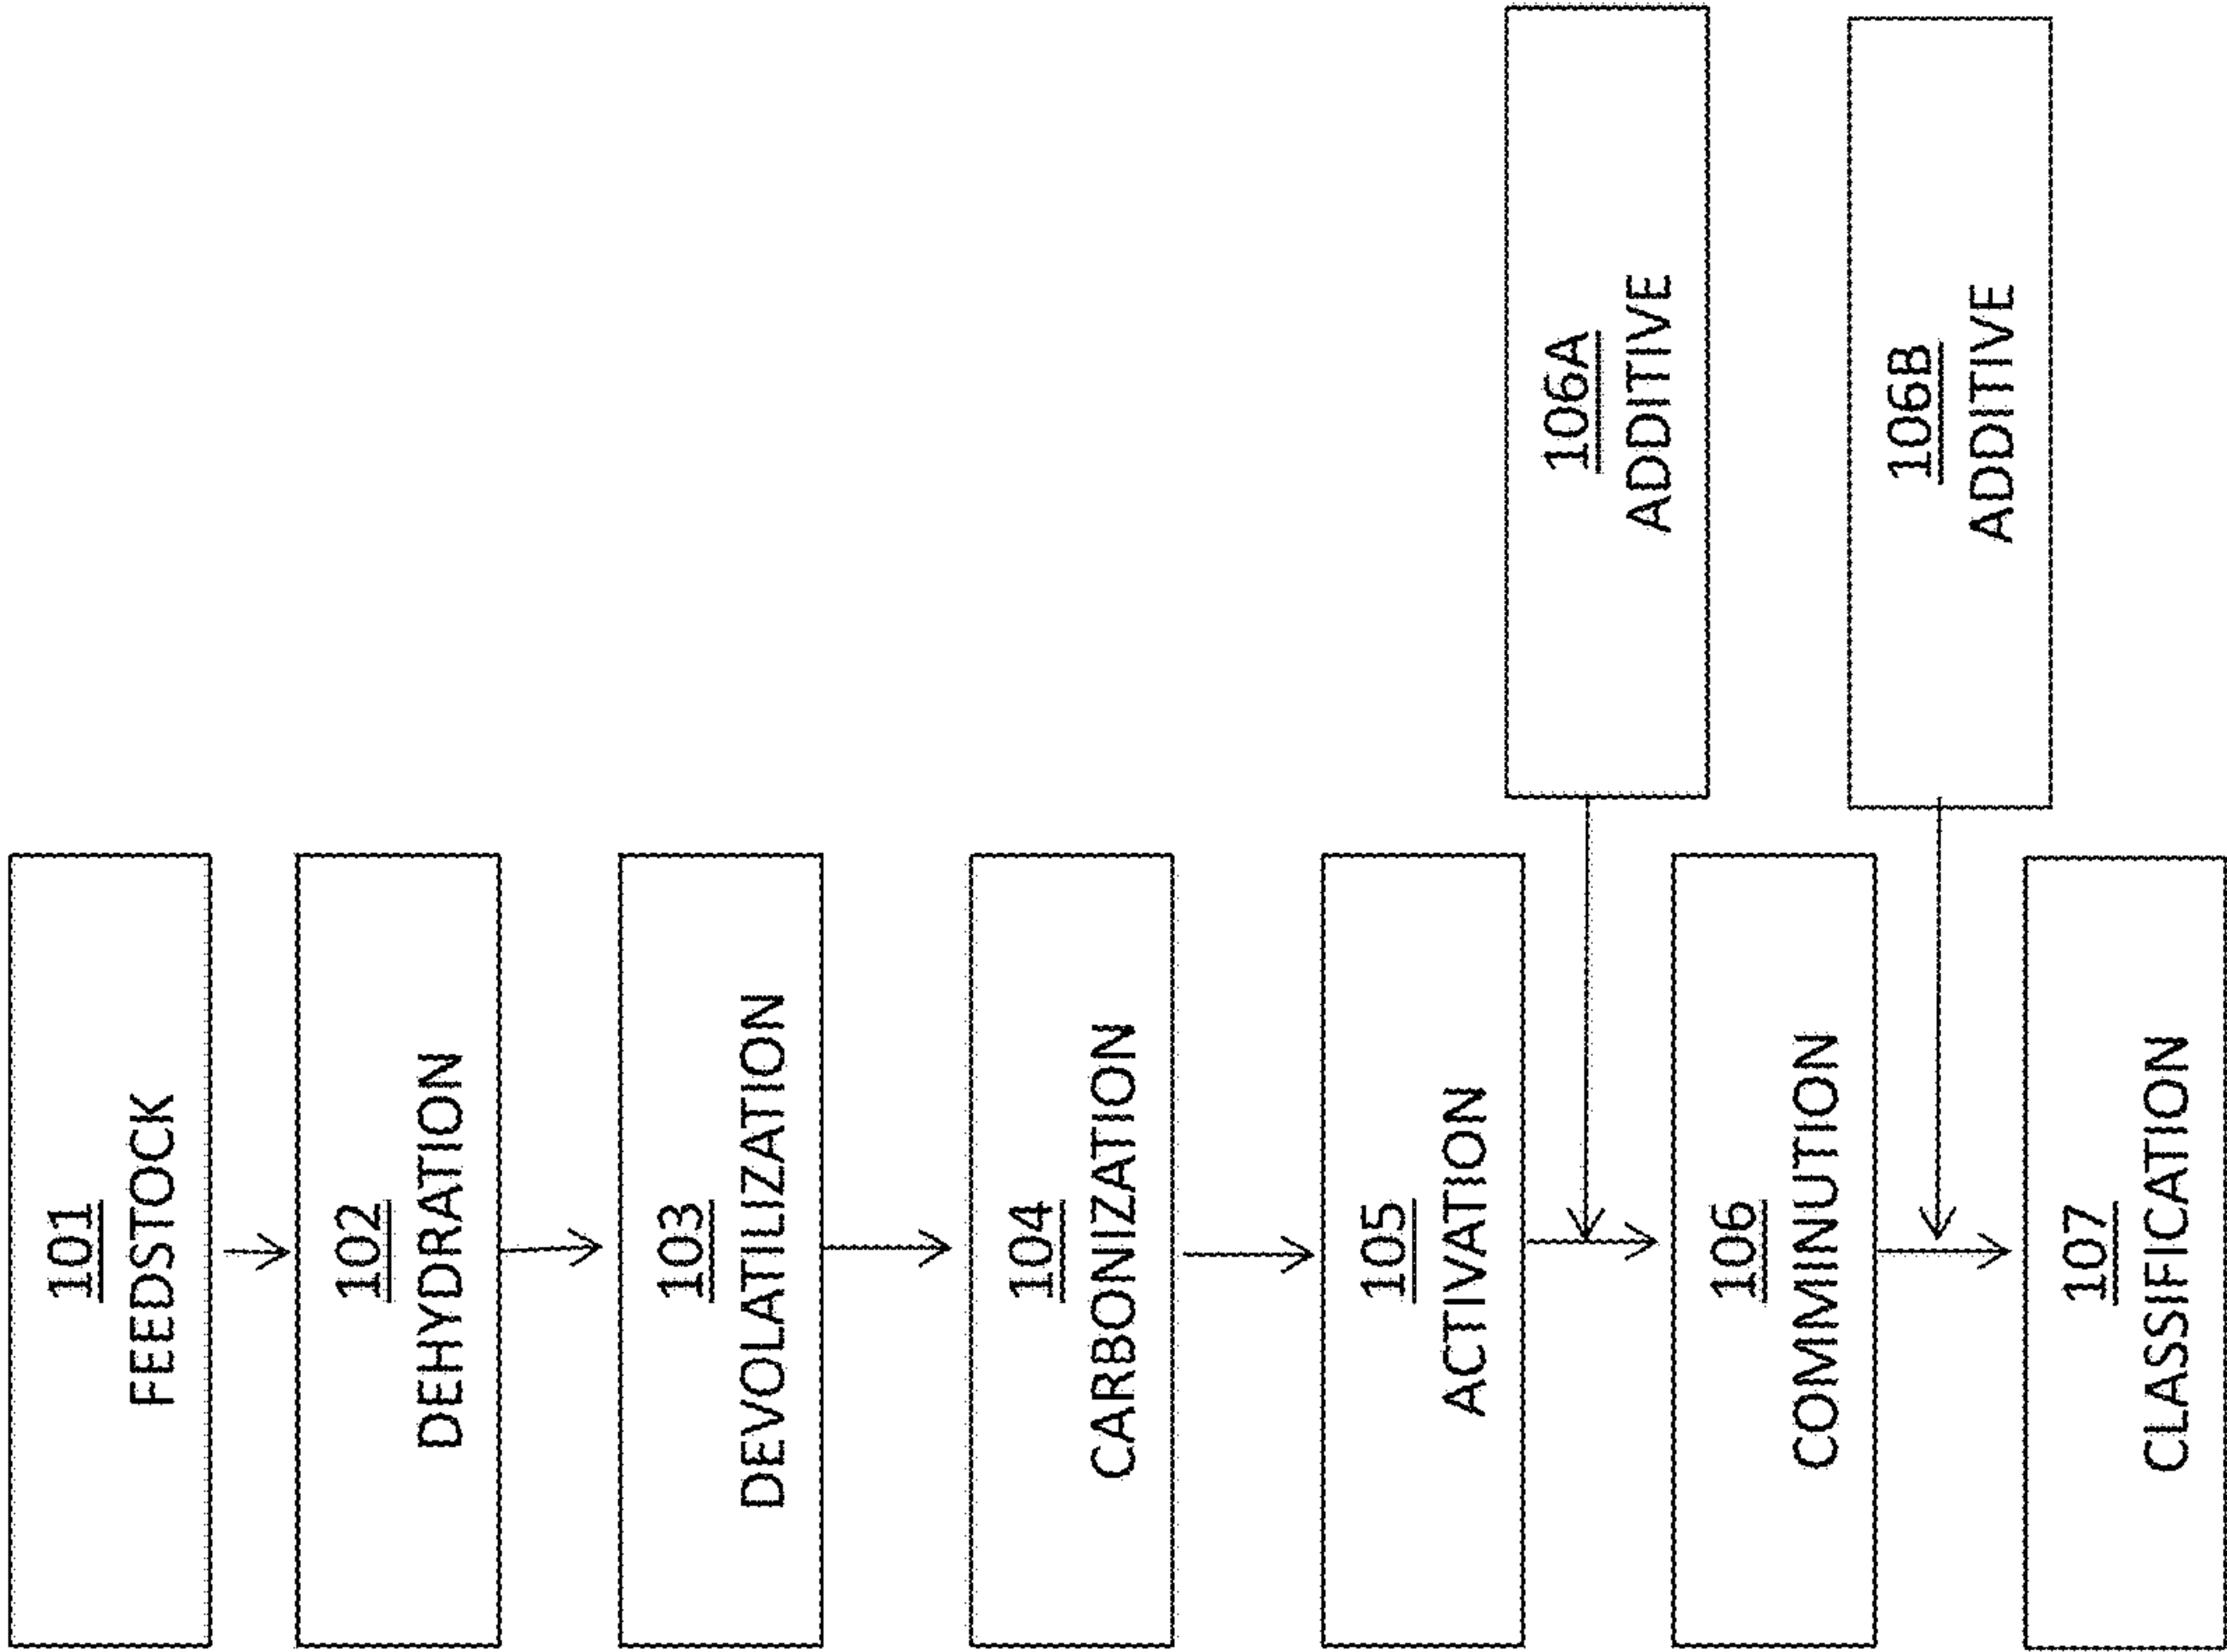 101
FEEDSTOCK
102
DEHYDRATION
103
DEVOLATILIZATION
104
CARBONIZATION
105
ACTIVATION
106A
ADDITIVE
106
COMMINUTION
106B
ADDITIVE
107
CLASSIFICATION